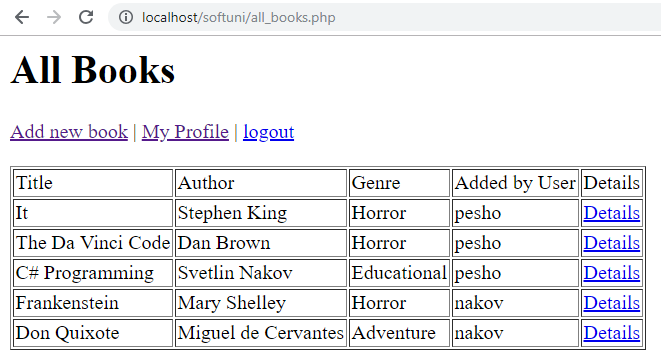 localhost/softuni/all_books.php
All Books
Add new book | My Profile | logout
Title Author Genre Added by User Details
It Stephen King Horror pesho Details
The Da Vinci Code Dan Brown Horror pesho Details
C# Programming Svetlin Nakov Educational pesho Details
Frankenstein Mary Shelley Horror nakov Details
Don Quixote Miguel de Cervantes Adventure nakov Details